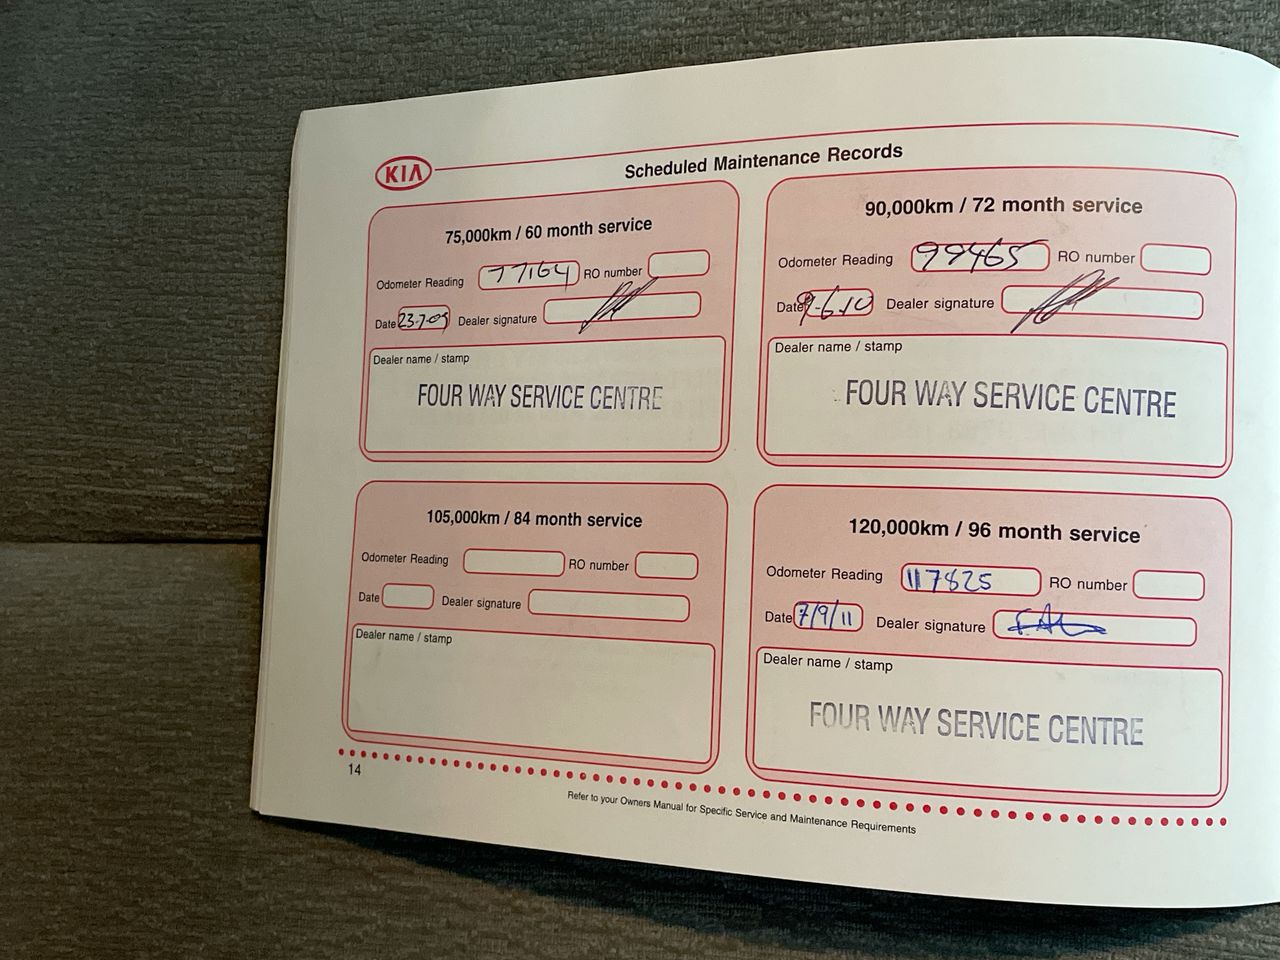 KIA
Scheduled Maintenance Records
75,000km / 60 month service
Odometer Reading 77164 RO number
Date 23-7-09 Dealer signature
Dealer name / stamp
FOUR WAY SERVICE CENTRE
90,000km / 72 month service
Odometer Reading 99465 RO number
Date 9-6-10 Dealer signature
Dealer name / stamp
FOUR WAY SERVICE CENTRE
105,000km / 84 month service
Odometer Reading RO number
Date Dealer signature
Dealer name / stamp
120,000km / 96 month service
Odometer Reading 117825 RO number
Date 7/9/11 Dealer signature
Dealer name / stamp
FOUR WAY SERVICE CENTRE
14
Refer to your Owners Manual for Specific Service and Maintenance Requirements